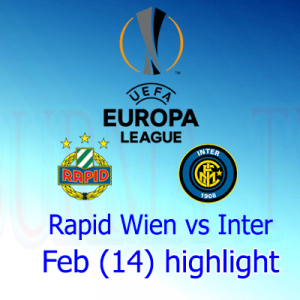 UEFA
EUROPA
LEAGUE
RAPID
INTER
1908
Rapid Wien vs Inter
Feb (14) highlight